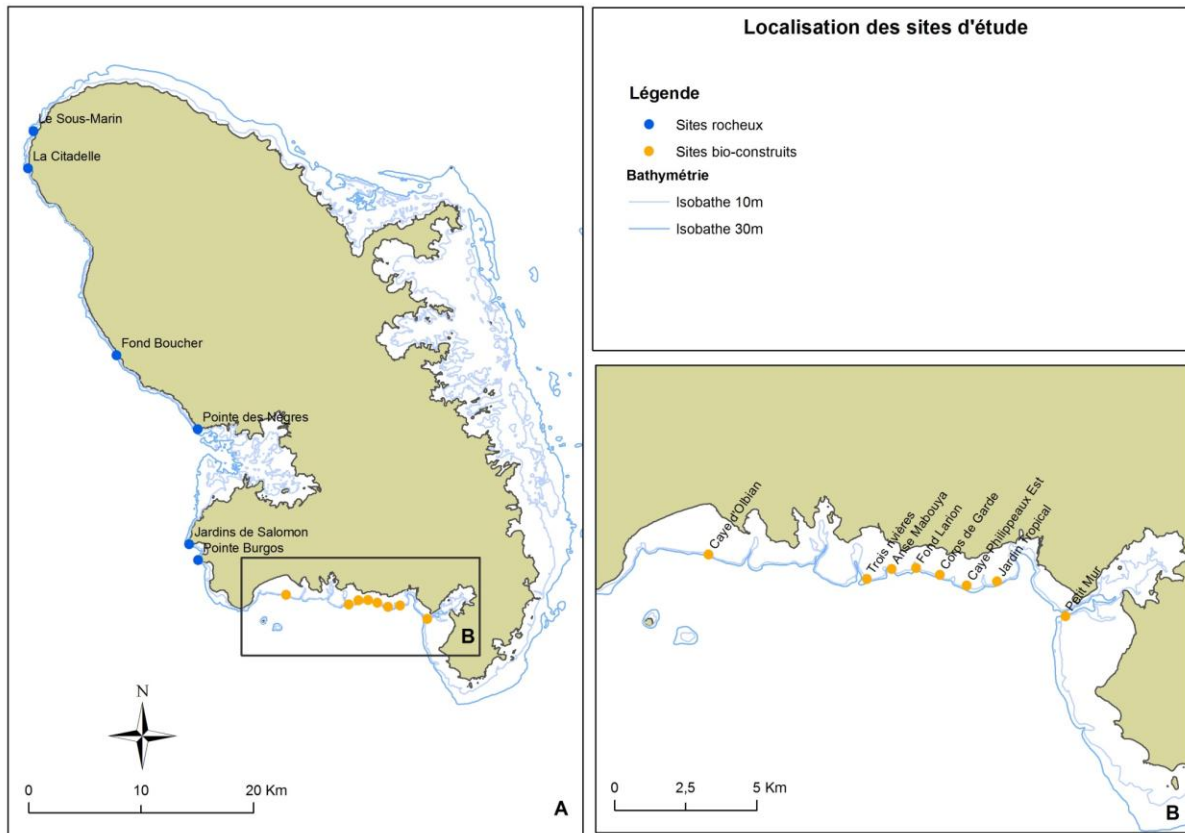 Le Sous-Marin
La Citadelle
Fond Boucher
Pointe des Nègres
Jardins de Salomon
Pointe Burgos
B
N
0 10 20 Km
A
Localisation des sites d'étude
Légende
Sites rocheux
Sites bio-construits
Bathymétrie
Isobathe 10m
Isobathe 30m
Caye d'Olbian
Trois rivières
Anse Mabouya
Fond Larion
Corps de Garde
Caye Philippeaux Est
Jardin Tropical
Petit Mur
0 2,5 5 Km
B